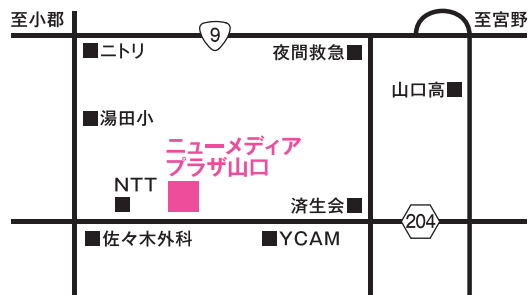 至小郡
9
至宮野
ニトリ
夜間救急
山口高
湯田小
ニューメディア
プラザ山口
NTT
済生会
204
佐々木外科
YCAM